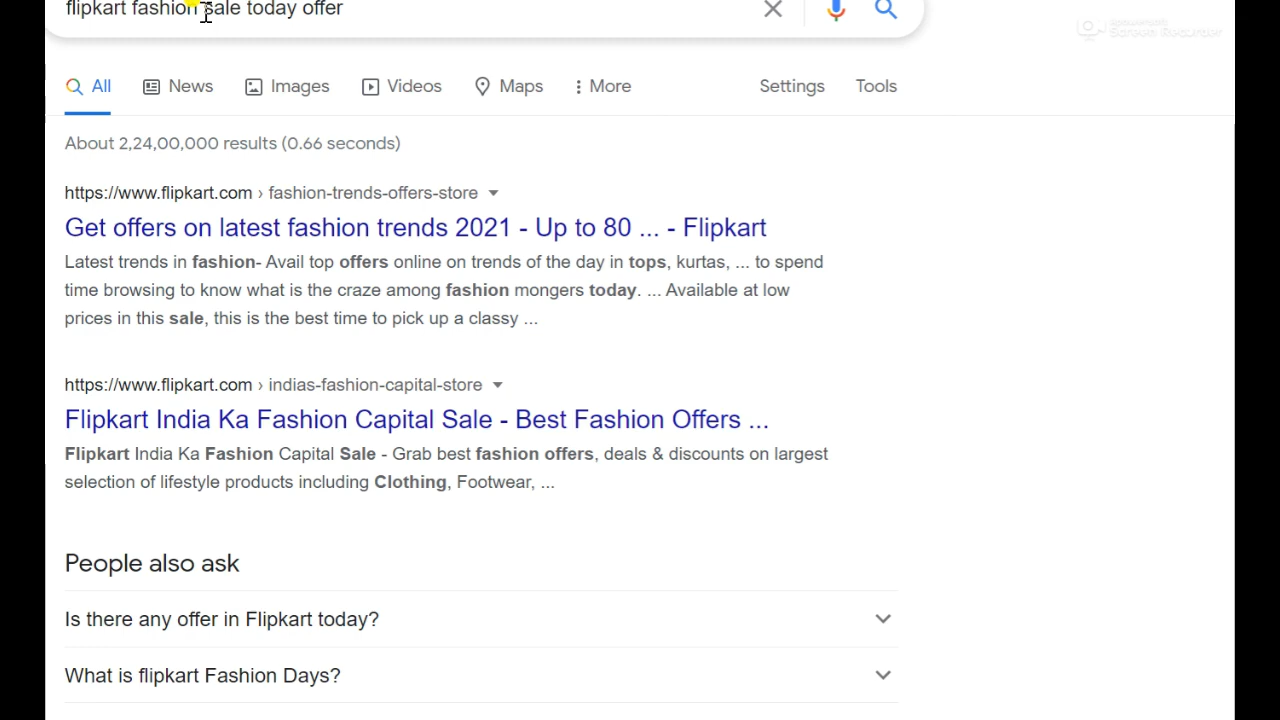 flipkart fashion sale today offer
Screen Recorder
All News Images Videos Maps More Settings Tools
About 2,24,00,000 results (0.66 seconds)
https://www.flipkart.com › fashion-trends-offers-store
Get offers on latest fashion trends 2021 - Up to 80 ... - Flipkart
Latest trends in fashion- Avail top offers online on trends of the day in tops, kurtas, ... to spend
time browsing to know what is the craze among fashion mongers today. ... Available at low
prices in this sale, this is the best time to pick up a classy ...
https://www.flipkart.com › indias-fashion-capital-store
Flipkart India Ka Fashion Capital Sale - Best Fashion Offers ...
Flipkart India Ka Fashion Capital Sale - Grab best fashion offers, deals & discounts on largest
selection of lifestyle products including Clothing, Footwear, ...
People also ask
Is there any offer in Flipkart today?
What is flipkart Fashion Days?